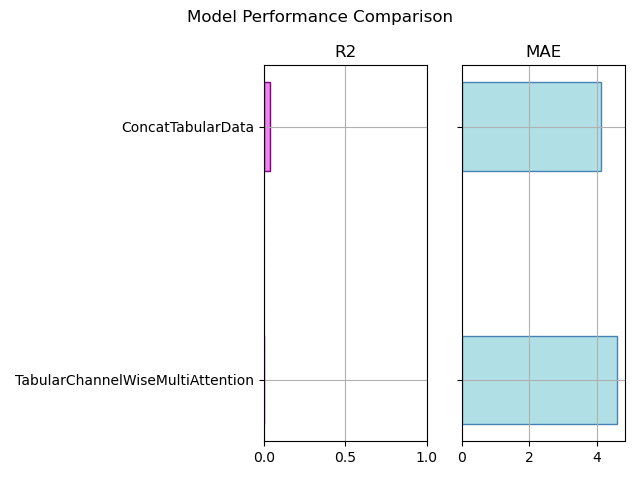 Model Performance Comparison
R2
MAE
ConcatTabularData
TabularChannelWiseMultiAttention
0.0
0.5
1.0
0
2
4